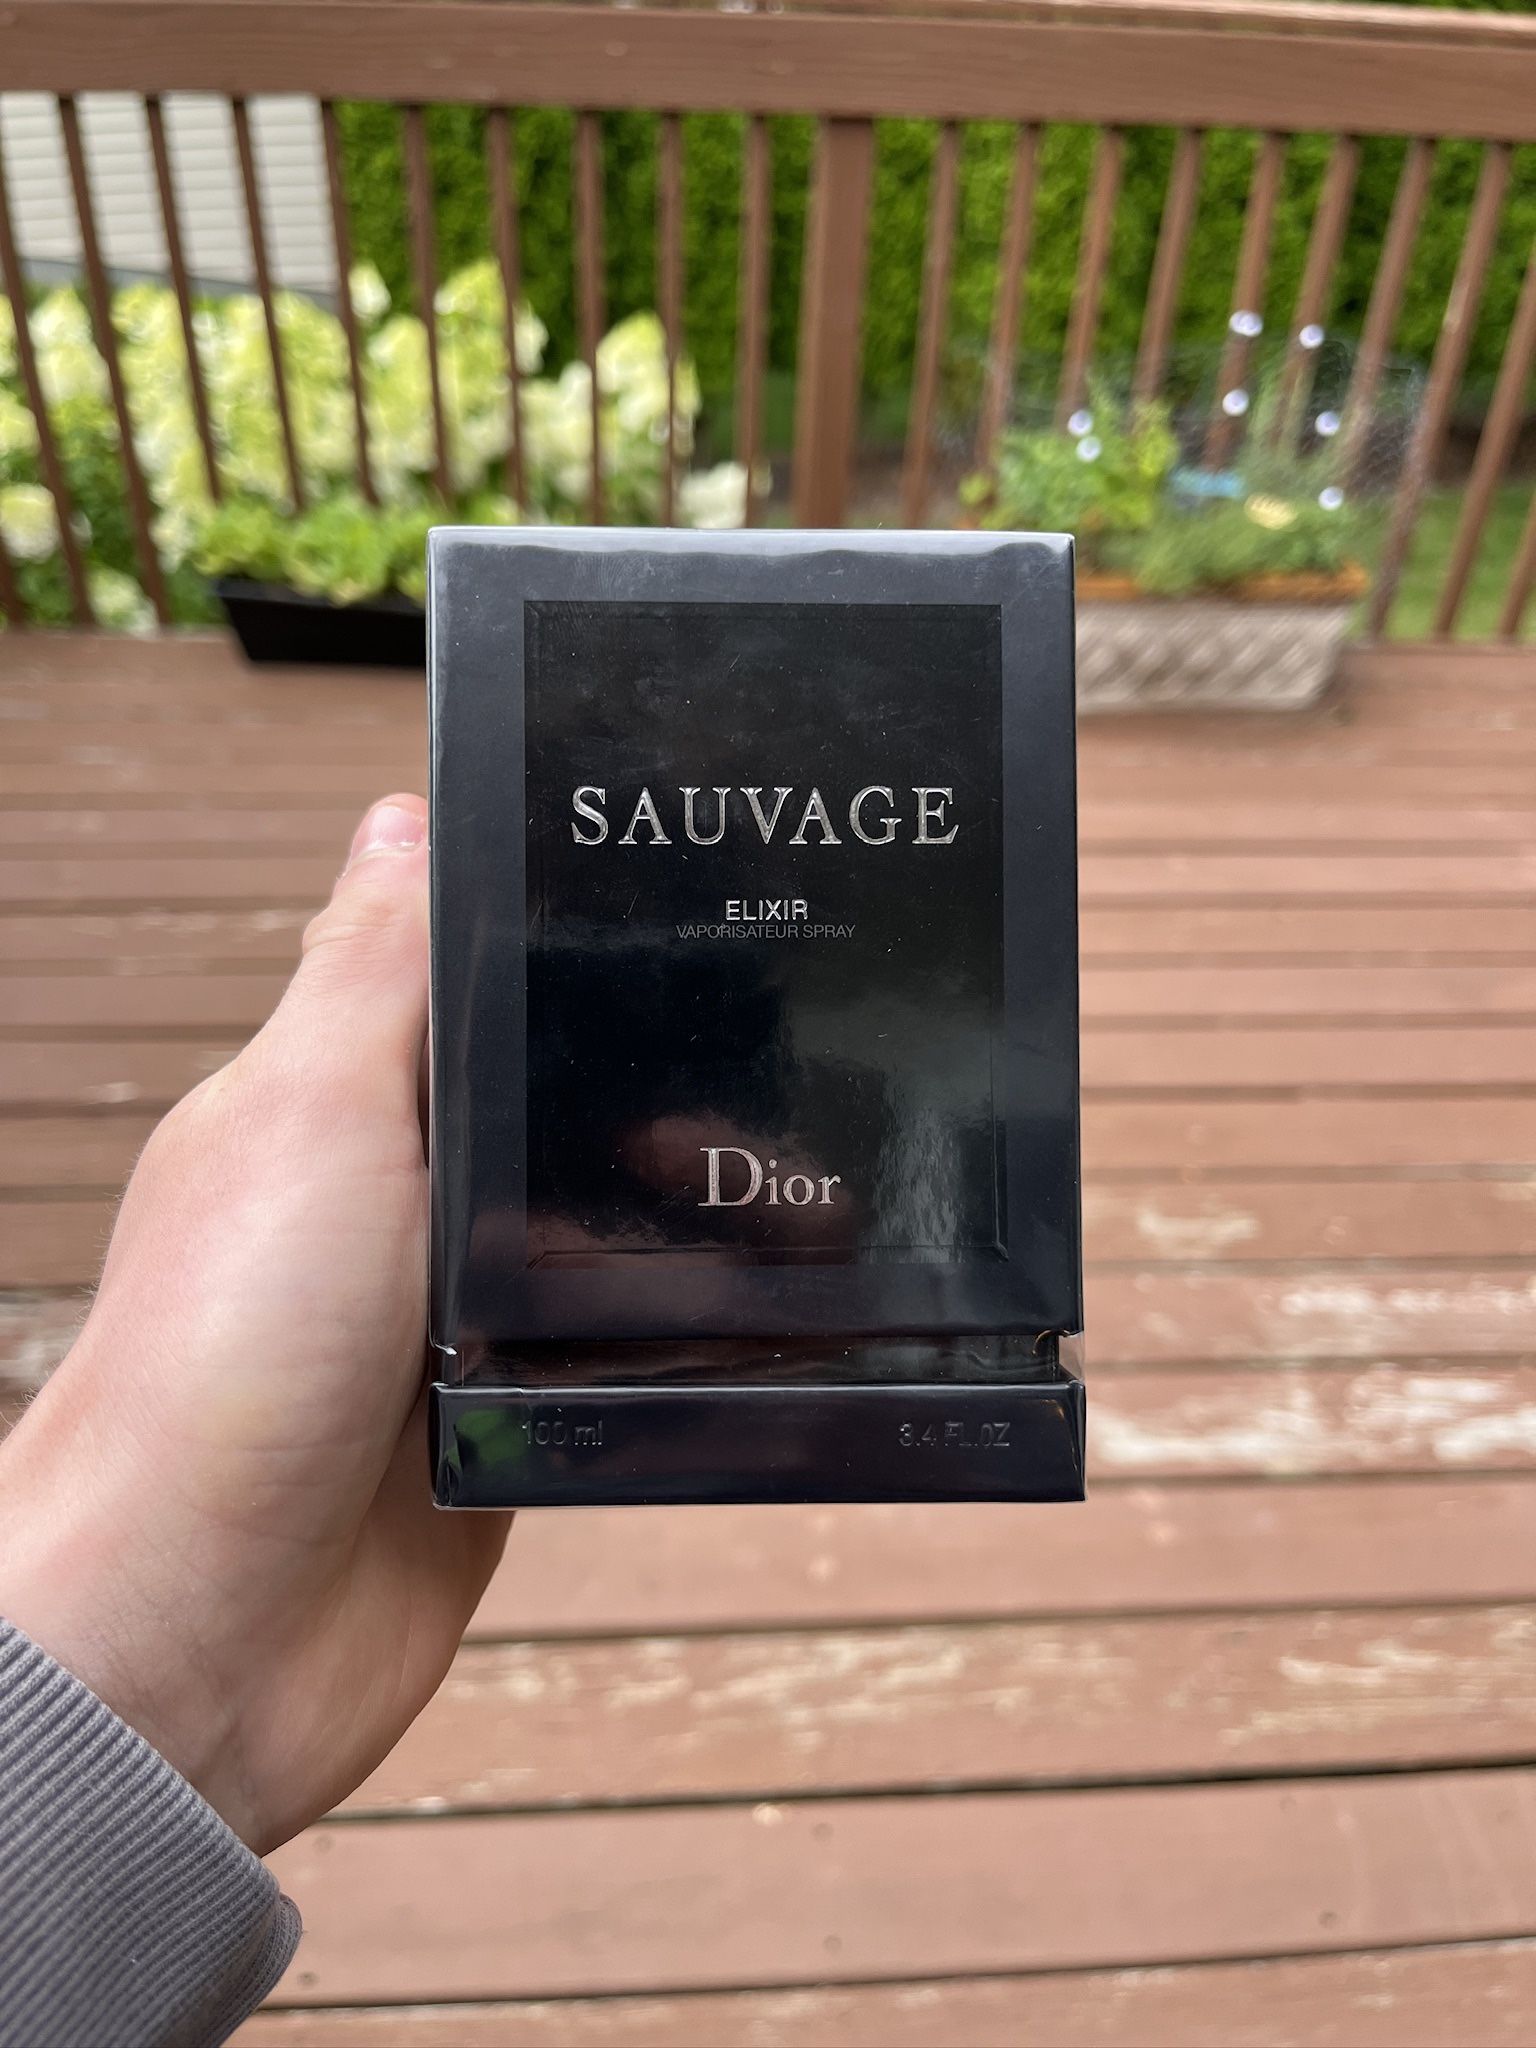 SAUVAGE
ELIXIR
VAPORISATEUR SPRAY
Dior
100 ml 3.4 FL.OZ